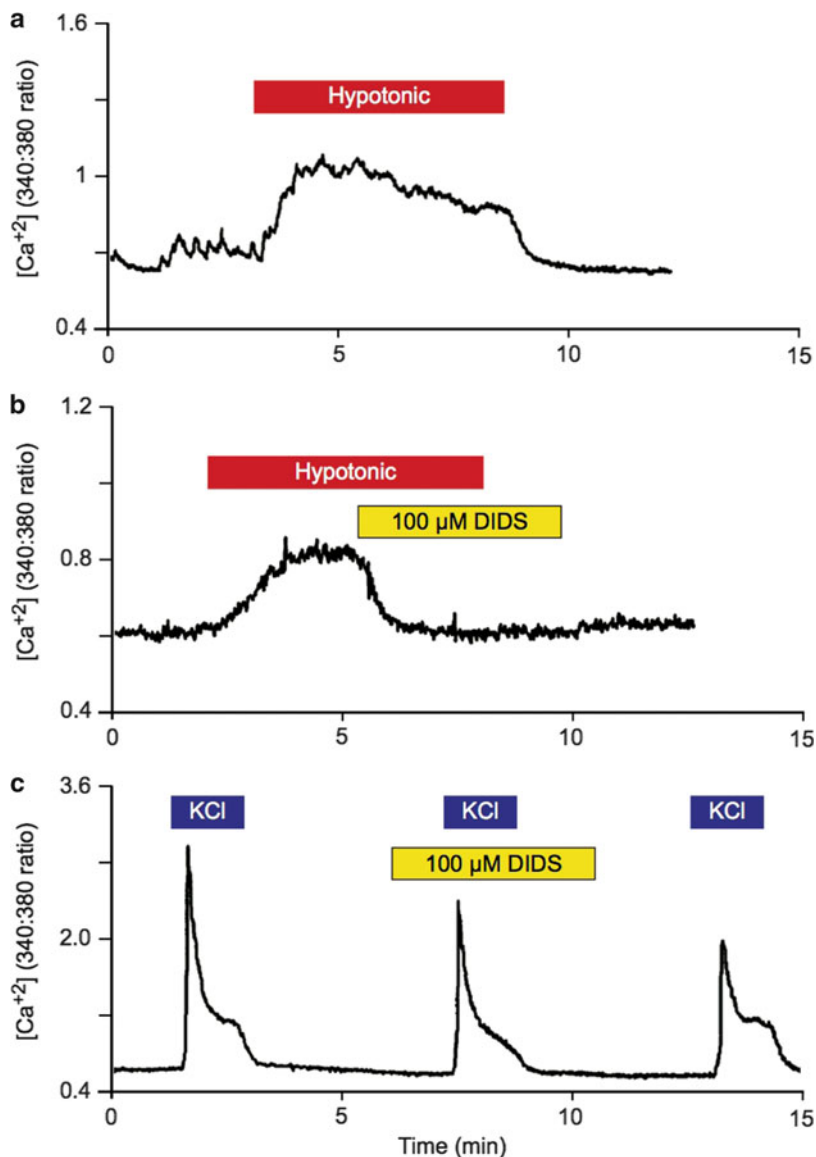 a
1.6
Hypotonic
1
[Ca⁺²] (340:380 ratio)
0.4
0 5 10 15
b
1.2
Hypotonic
100 µM DIDS
0.8
[Ca⁺²] (340:380 ratio)
0.4
0 5 10 15
c
3.6
KCl KCl KCl
100 µM DIDS
2.0
[Ca⁺²] (340:380 ratio)
0.4
0 5 10 15
Time (min)